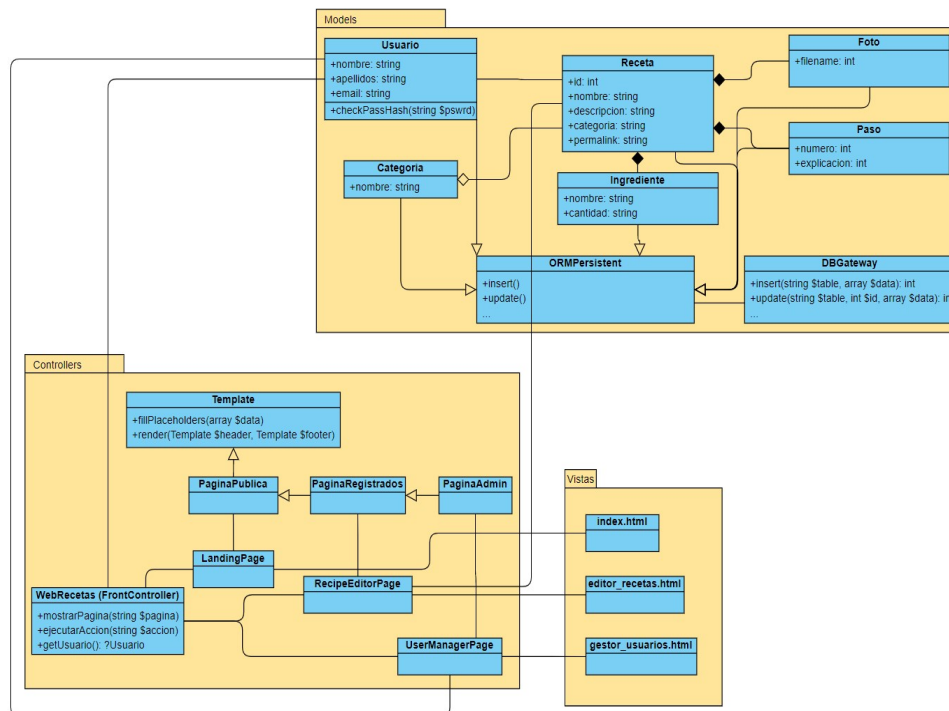 Models
Usuario
+nombre: string
+apellidos: string
+email: string
+checkPassHash(string $pswrd)
Receta
+id: int
+nombre: string
+descripcion: string
+categoria: string
+permalink: string
Foto
+filename: int
Paso
+numero: int
+explicacion: int
Categoria
+nombre: string
Ingrediente
+nombre: string
+cantidad: string
ORMPersistent
+insert()
+update()
...
DBGateway
+insert(string $table, array $data): int
+update(string $table, int $id, array $data):
...
Controllers
Template
+fillPlaceholders(array $data)
+render(Template $header, Template $footer)
PaginaPublica
PaginaRegistrados
PaginaAdmin
LandingPage
WebRecetas (FrontController)
+mostrarPagina(string $pagina)
+ejecutarAccion(string $accion)
+getUsuario(): ?Usuario
RecipeEditorPage
UserManagerPage
Vistas
index.html
editor_recetas.html
gestor_usuarios.html